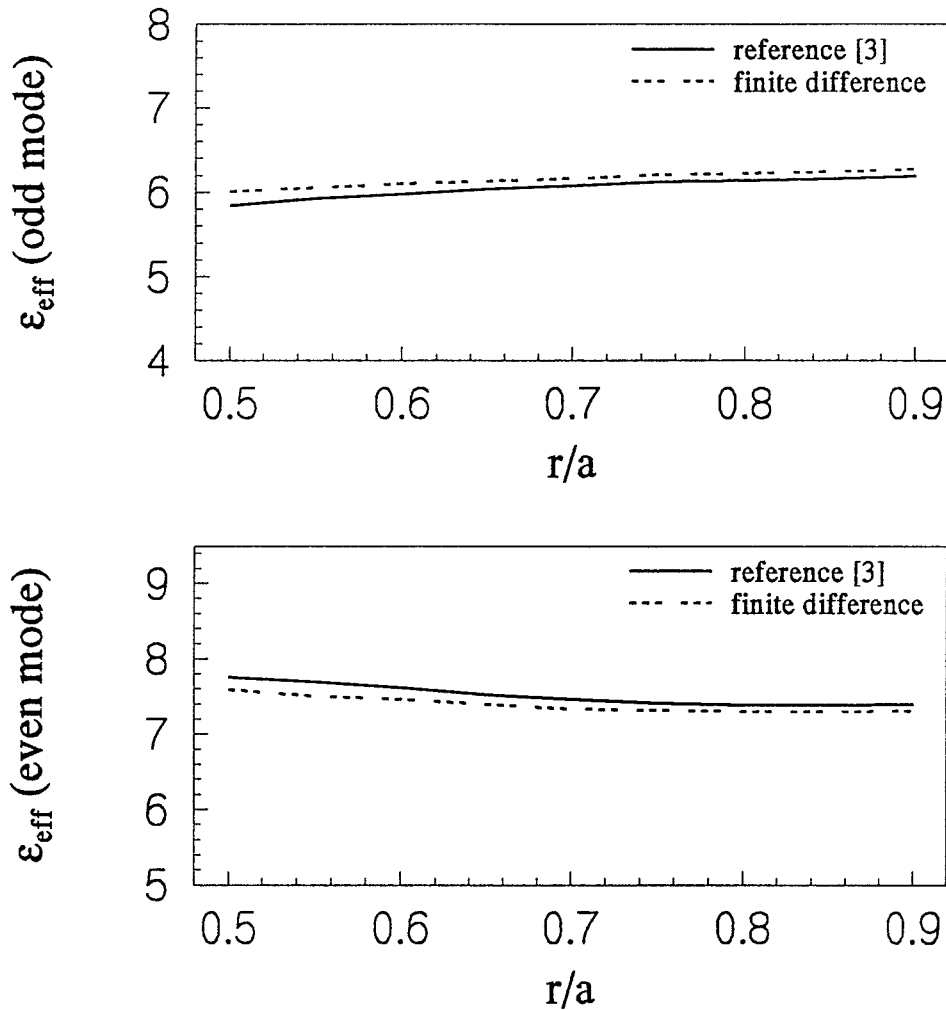 8
reference [3]
finite difference
7
6
5
4
0.5 0.6 0.7 0.8 0.9
r/a
ε_eff (odd mode)
9
reference [3]
finite difference
8
7
6
5
0.5 0.6 0.7 0.8 0.9
r/a
ε_eff (even mode)